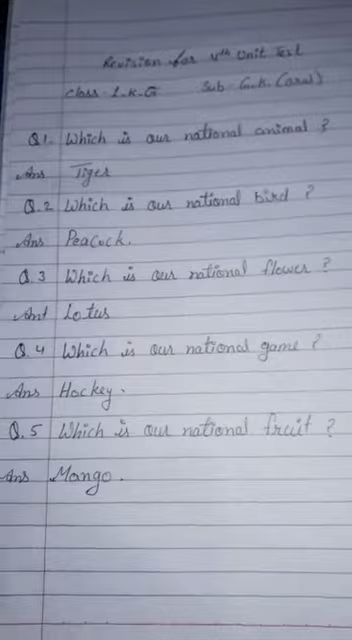 Revision for 4th Unit Test
Class - L.K.G Sub - G.K. (oral)
Q1. Which is our national animal ?
Ans Tiger
Q.2 Which is our national bird ?
Ans Peacock.
Q.3 Which is our national flower ?
Ans Lotus
Q.4 Which is our national game ?
Ans Hockey.
Q.5 Which is our national fruit ?
Ans Mango.